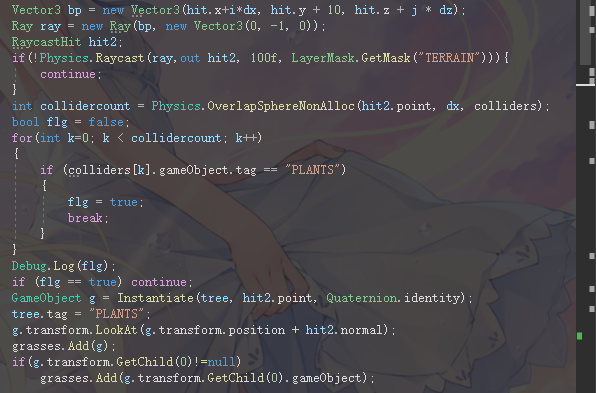 Vector3 bp = new Vector3(hit.x+i*dx, hit.y + 10, hit.z + j * dz);
Ray ray = new Ray(bp, new Vector3(0, -1, 0));
RaycastHit hit2;
if(!Physics.Raycast(ray,out hit2, 100f, LayerMask.GetMask("TERRAIN"))){
continue;
}
int collidercount = Physics.OverlapSphereNonAlloc(hit2.point, dx, colliders);
bool flg = false;
for(int k=0; k < collidercount; k++)
{
if (colliders[k].gameObject.tag == "PLANTS")
{
flg = true;
break;
}
}
Debug.Log(flg);
if (flg == true) continue;
GameObject g = Instantiate(tree, hit2.point, Quaternion.identity);
tree.tag = "PLANTS";
g.transform.LookAt(g.transform.position + hit2.normal);
grasses.Add(g);
if(g.transform.GetChild(0)!=null)
grasses.Add(g.transform.GetChild(0).gameObject);